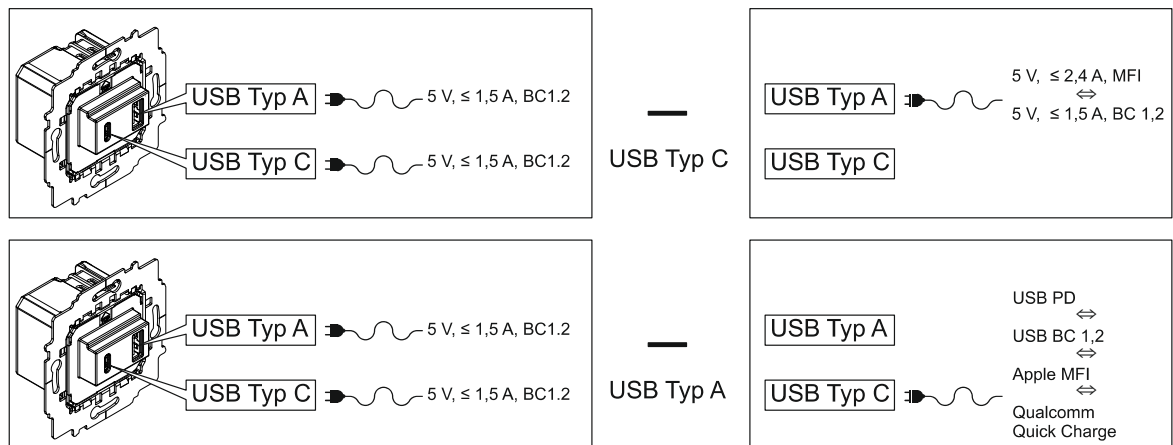 USB Typ A
5 V, ≤ 1,5 A, BC1.2
USB Typ C
5 V, ≤ 1,5 A, BC1.2
–
USB Typ C
USB Typ A
5 V, ≤ 2,4 A, MFI
⇔
5 V, ≤ 1,5 A, BC 1,2
USB Typ C
USB Typ A
5 V, ≤ 1,5 A, BC1.2
USB Typ C
5 V, ≤ 1,5 A, BC1.2
–
USB Typ A
USB Typ A
USB Typ C
USB PD
⇔
USB BC 1,2
⇔
Apple MFI
⇔
Qualcomm
Quick Charge